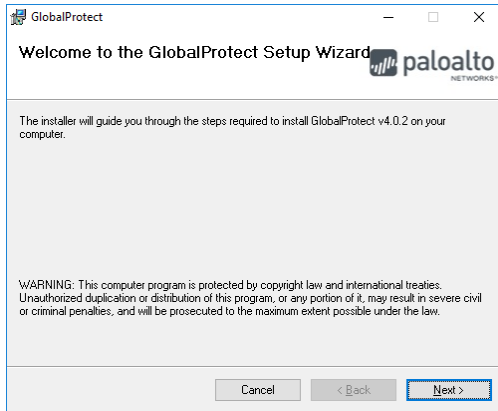 GlobalProtect
Welcome to the GlobalProtect Setup Wizard
paloalto
NETWORKS
The installer will guide you through the steps required to install GlobalProtect v4.0.2 on your
computer.
WARNING: This computer program is protected by copyright law and international treaties.
Unauthorized duplication or distribution of this program, or any portion of it, may result in severe civil
or criminal penalties, and will be prosecuted to the maximum extent possible under the law.
Cancel
< Back
Next >